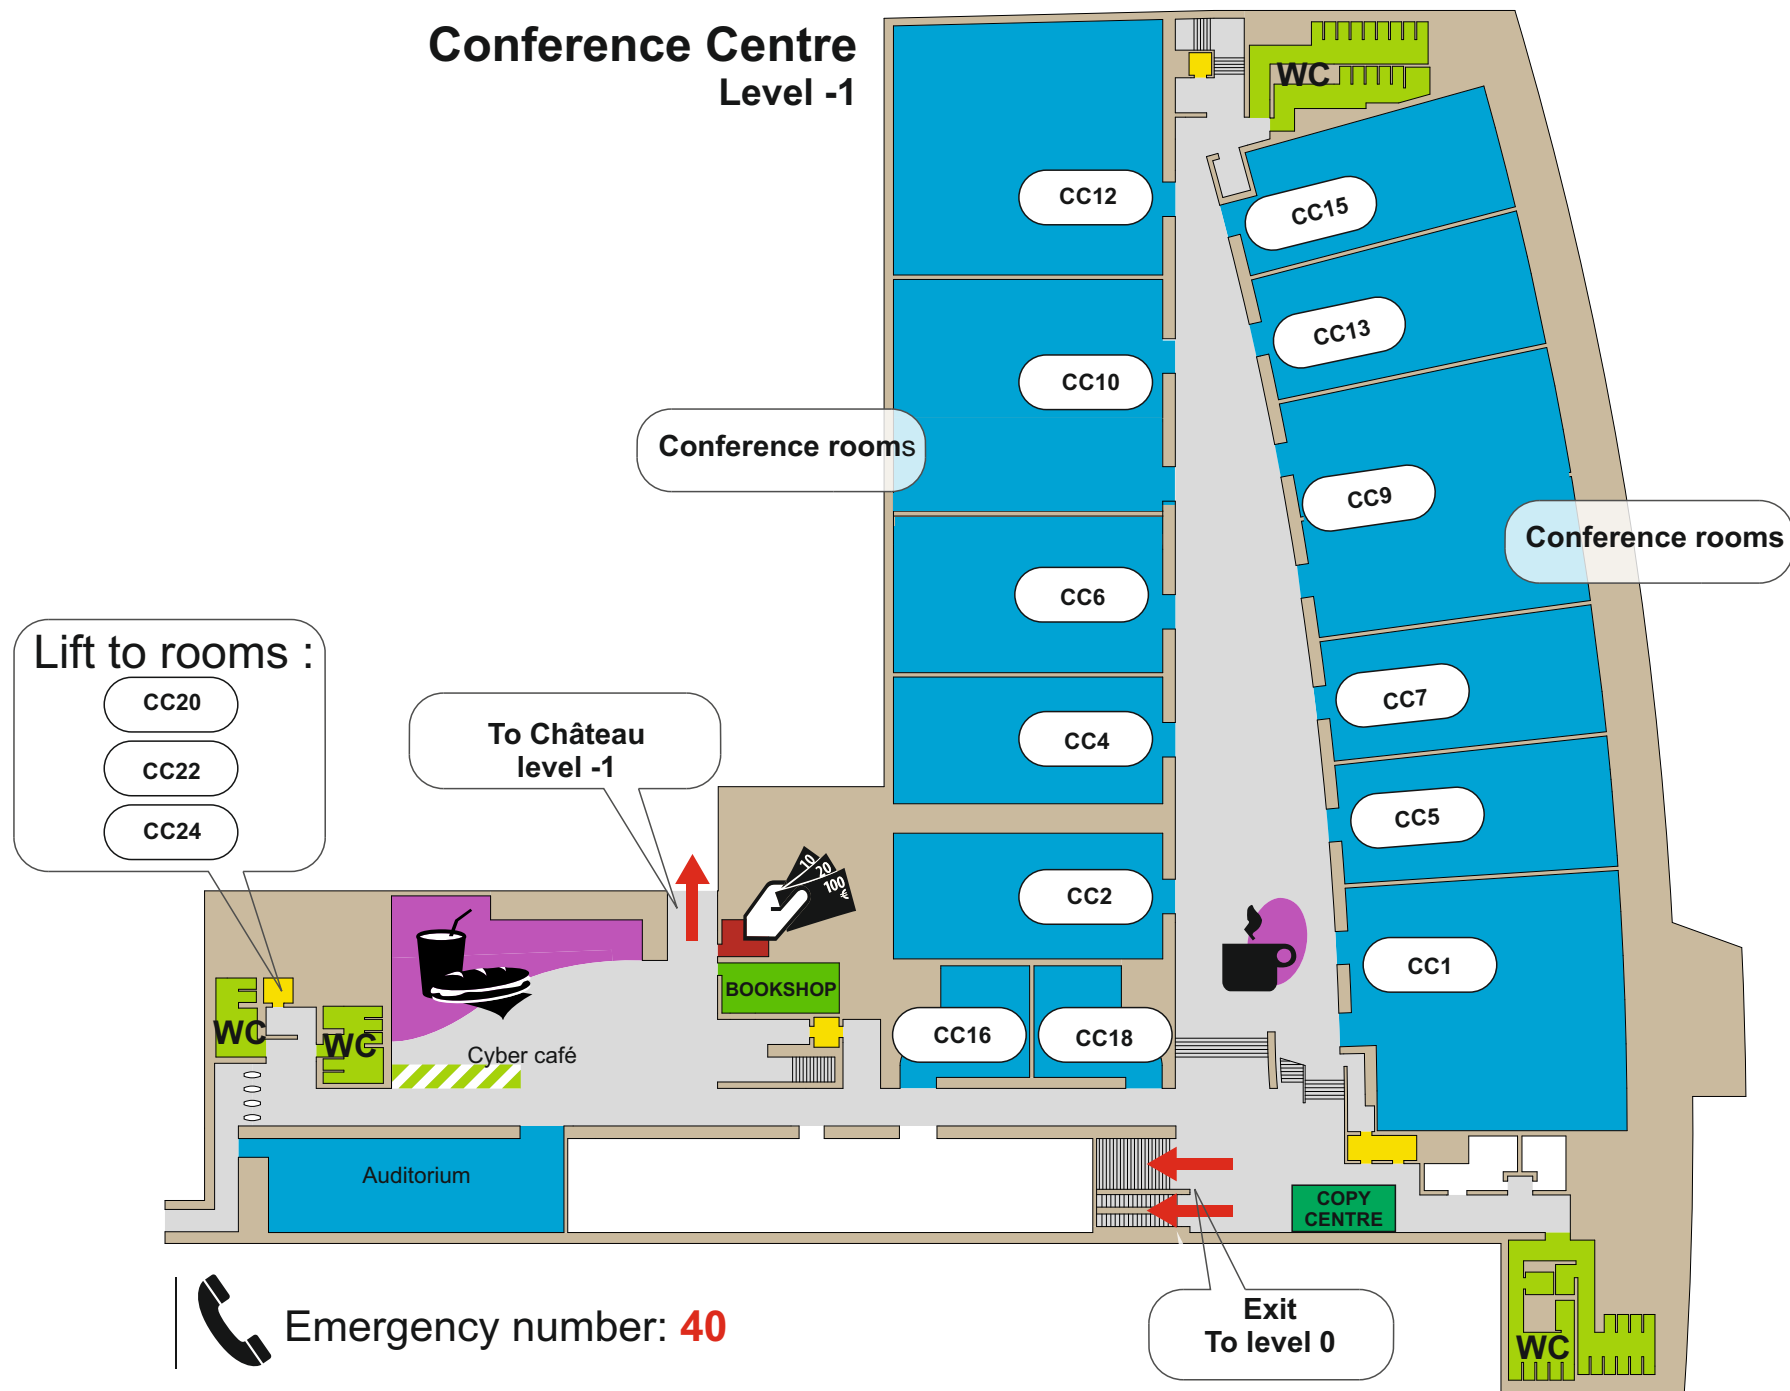 Conference Centre
Level -1
WC
CC12
CC15
CC13
CC10
Conference rooms
CC9
Conference rooms
CC6
Lift to rooms :
CC20
CC22
CC24
To Château
level -1
CC4
CC7
CC5
CC2
CC1
10
20
100
€
BOOKSHOP
WC
WC
Cyber café
CC16
CC18
Auditorium
COPY
CENTRE
Exit
To level 0
WC
Emergency number: 40